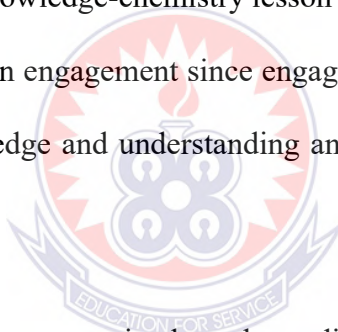 owledge-chemistry lesson
n engagement since engag
edge and understanding an
EDUCATION FOR SERVICE